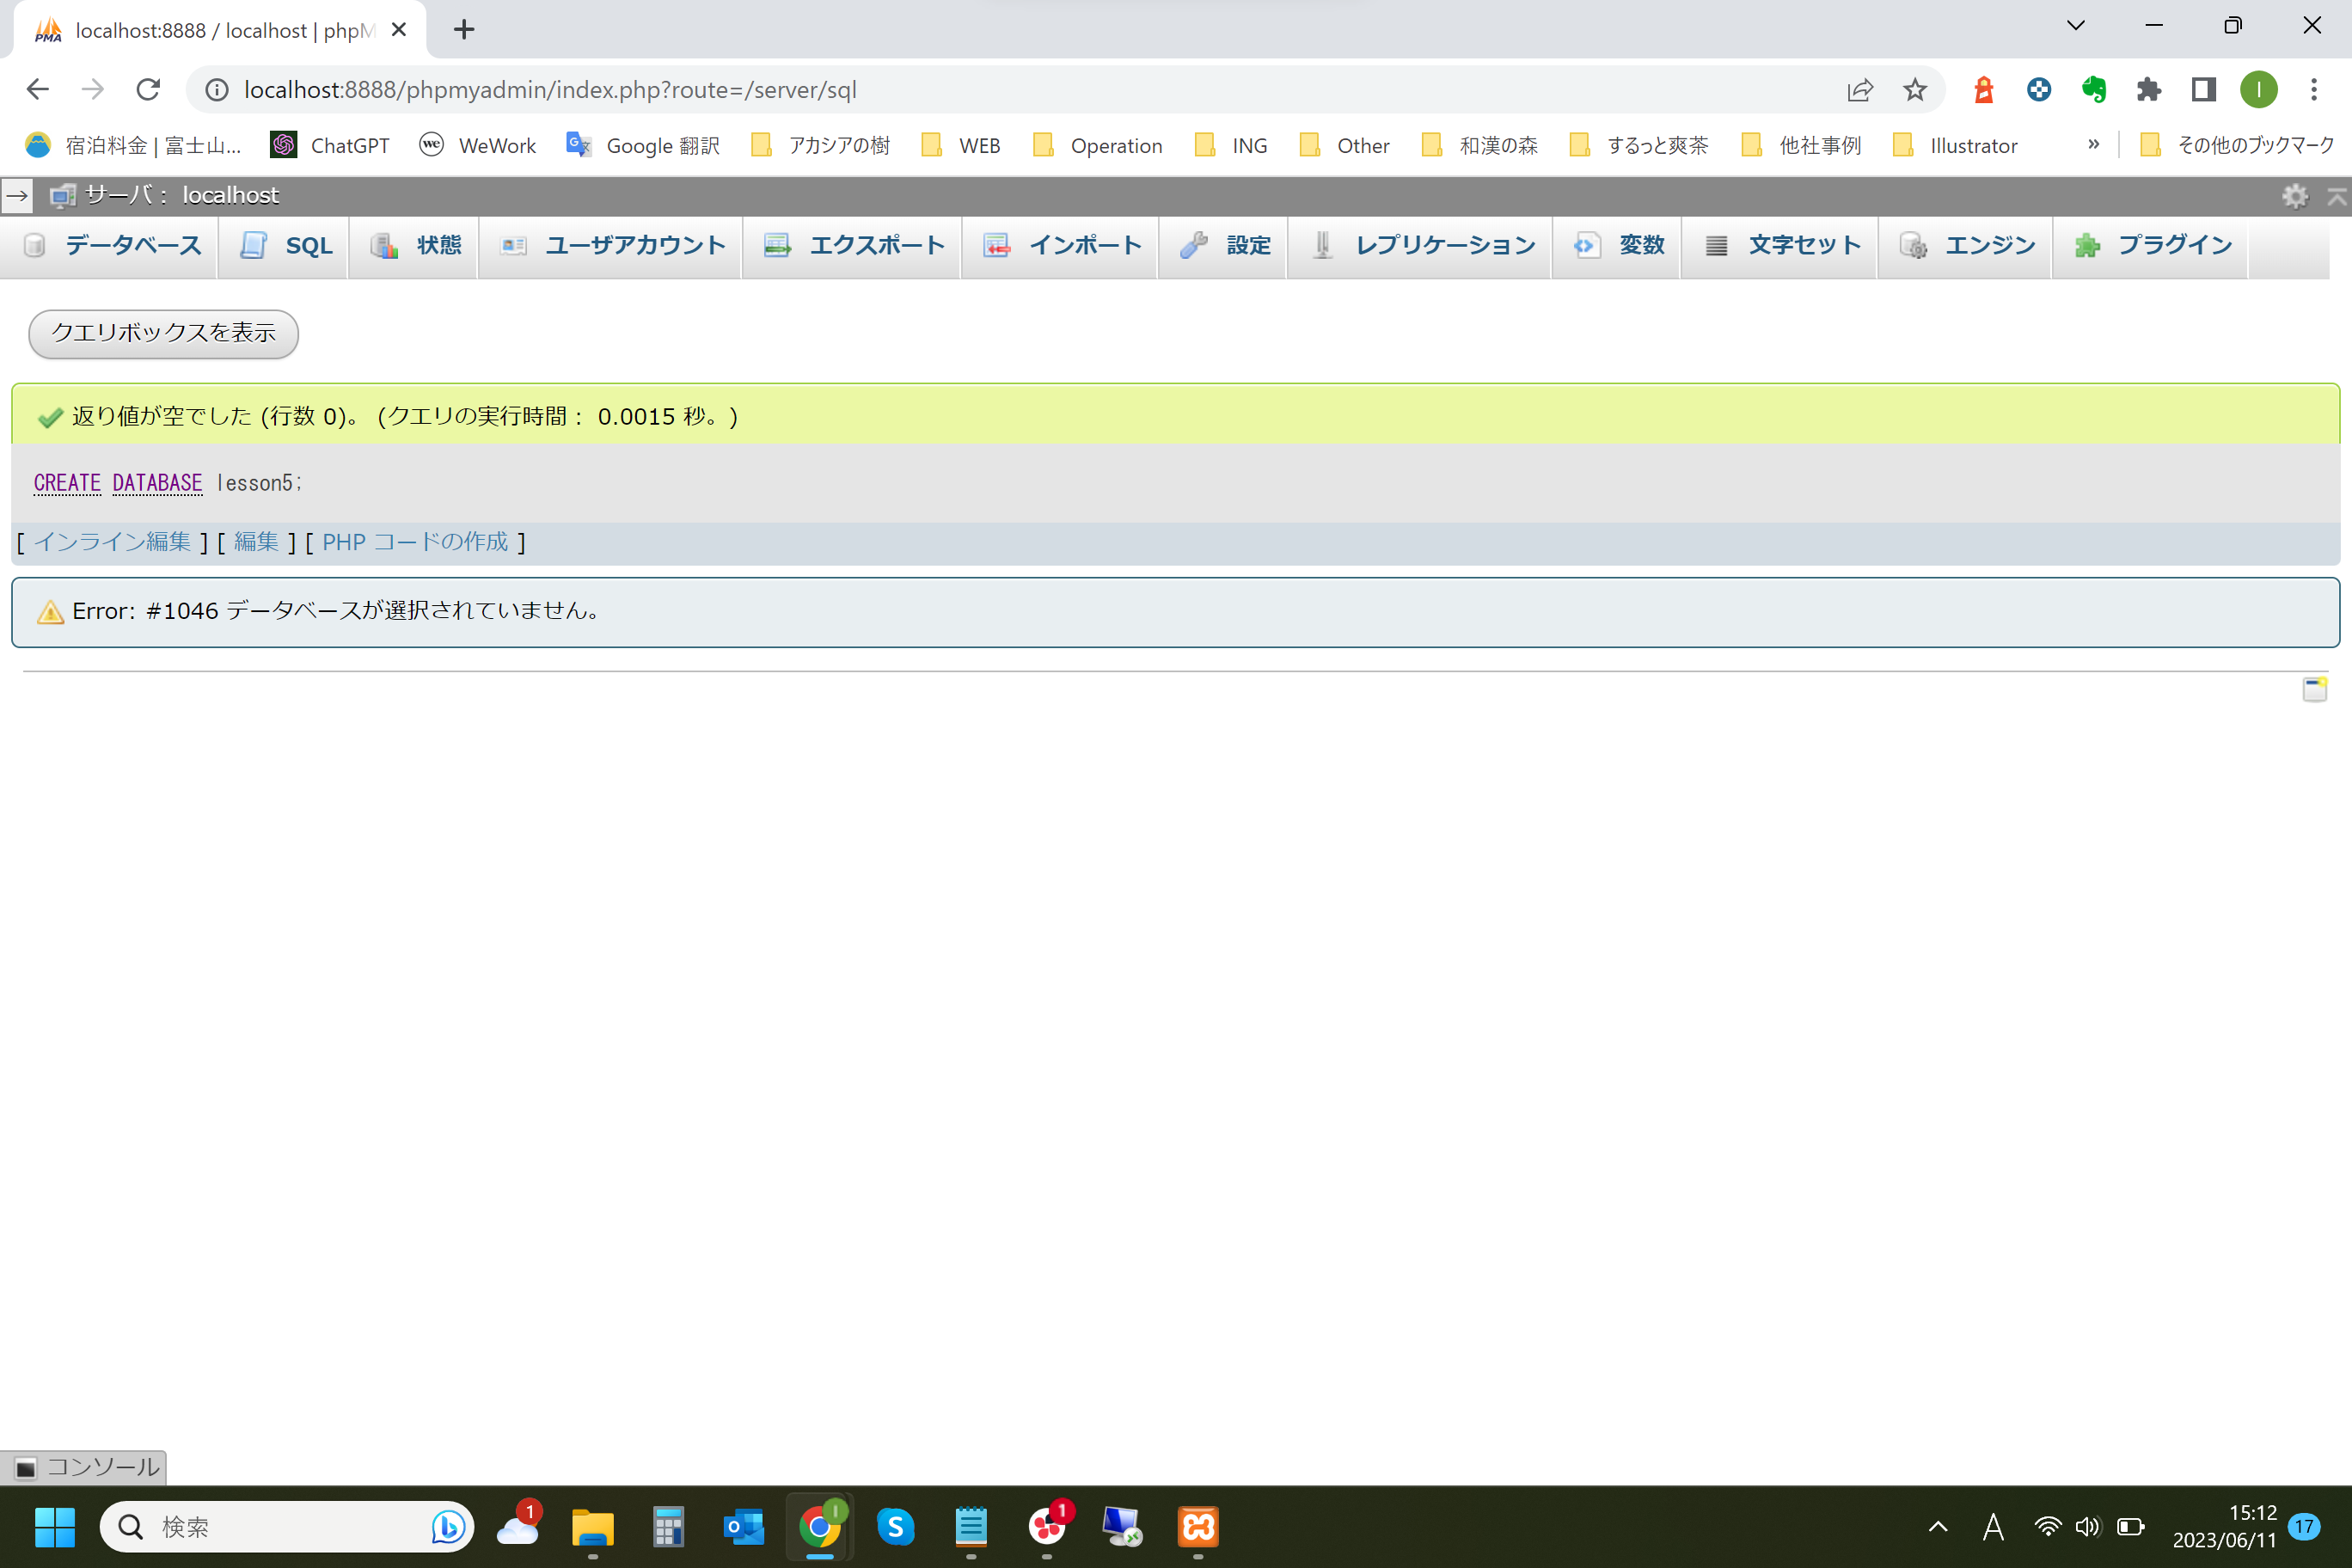 localhost:8888 / localhost | phpM
localhost:8888/phpmyadmin/index.php?route=/server/sql
宿泊料金 | 富士山... ChatGPT WeWork Google 翻訳 アカシアの樹 WEB Operation ING Other 和漢の森 するっと爽茶 他社事例 Illustrator » その他のブックマーク
サーバ： localhost
データベース SQL 状態 ユーザアカウント エクスポート インポート 設定 レプリケーション 変数 文字セット エンジン プラグイン
クエリボックスを表示
返り値が空でした (行数 0)。 (クエリの実行時間： 0.0015 秒。)
CREATE DATABASE lesson5;
[ インライン編集 ] [ 編集 ] [ PHP コードの作成 ]
Error: #1046 データベースが選択されていません。
コンソール
検索
1
1
A
15:12
2023/06/11
17